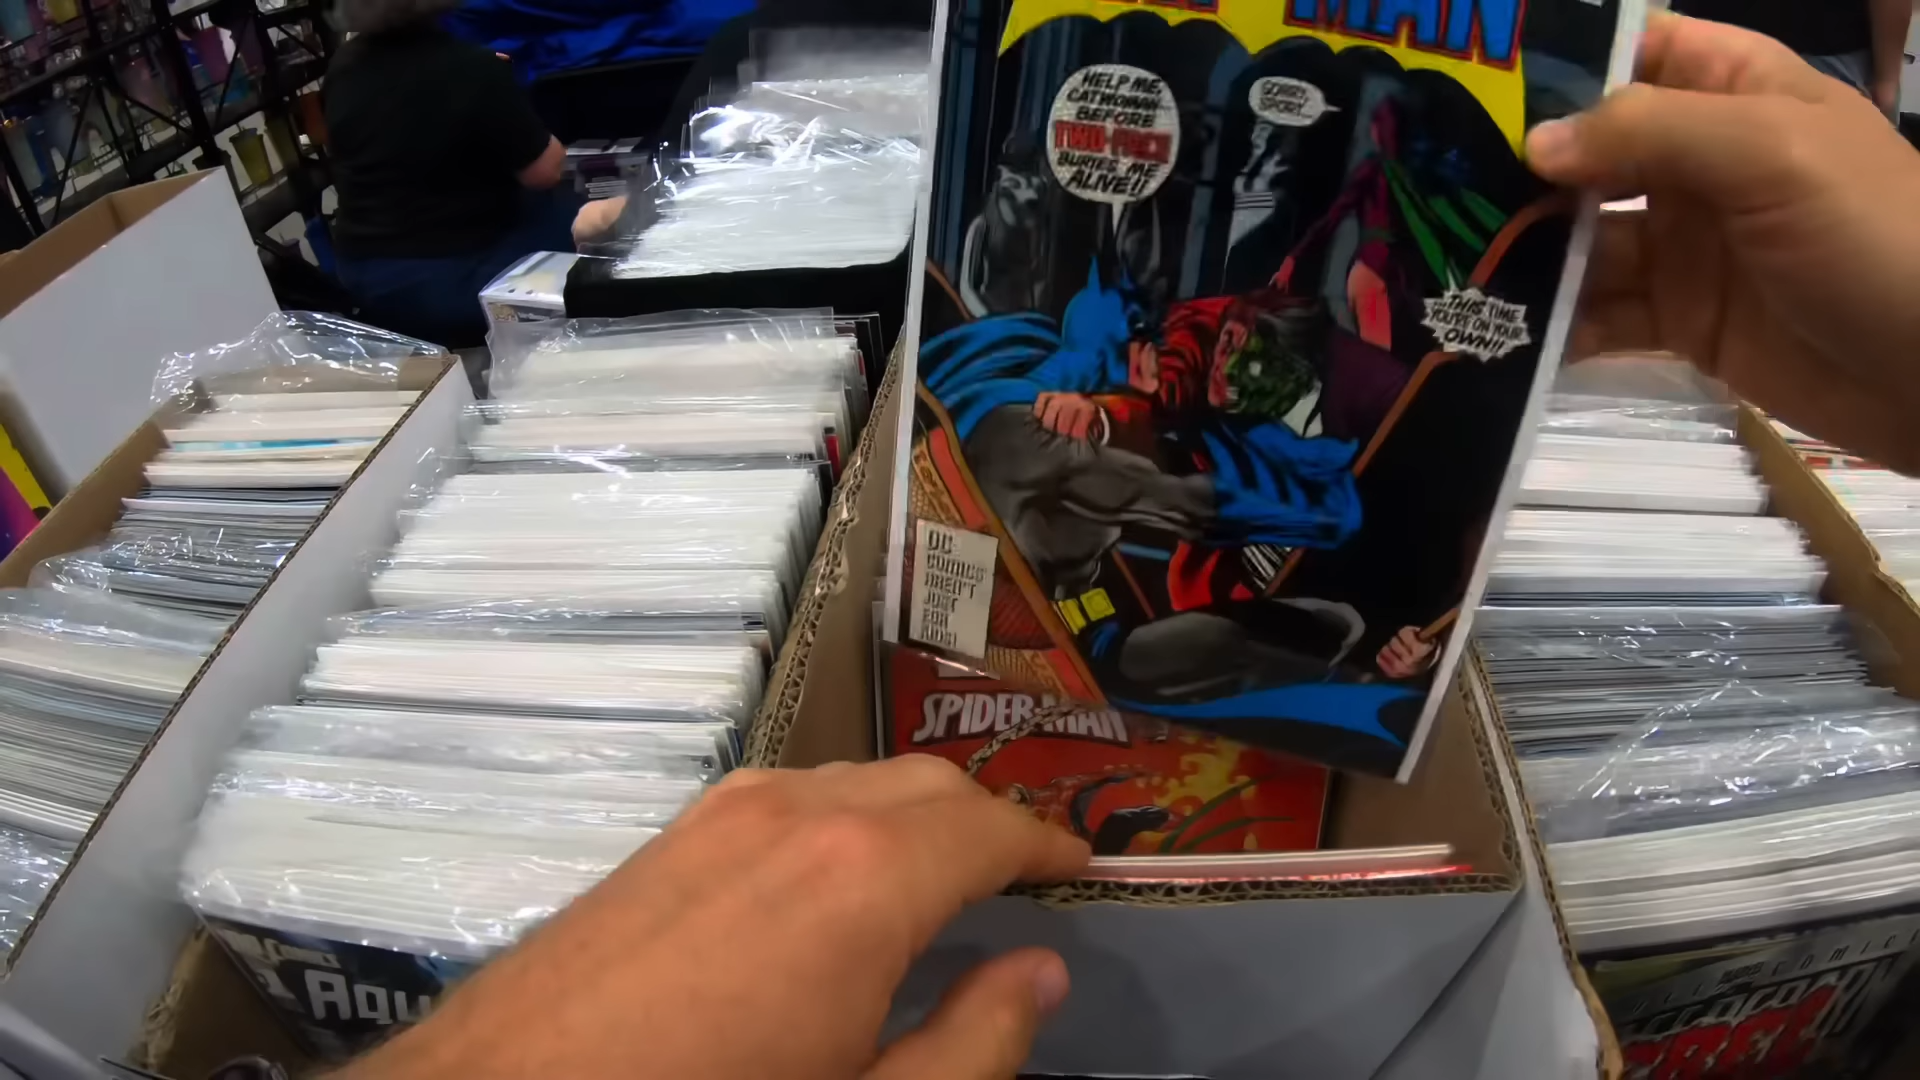 MAN
HELP ME,
CATWOMAN...
BEFORE
TWO-FACE
BURIES ME
ALIVE!!
SORRY,
SPORT...
...THIS TIME
YOU'RE ON YOUR
OWN!!
DC
COMICS
AREN'T
JUST
FOR
KIDS!
SPIDER-MAN
Aqu